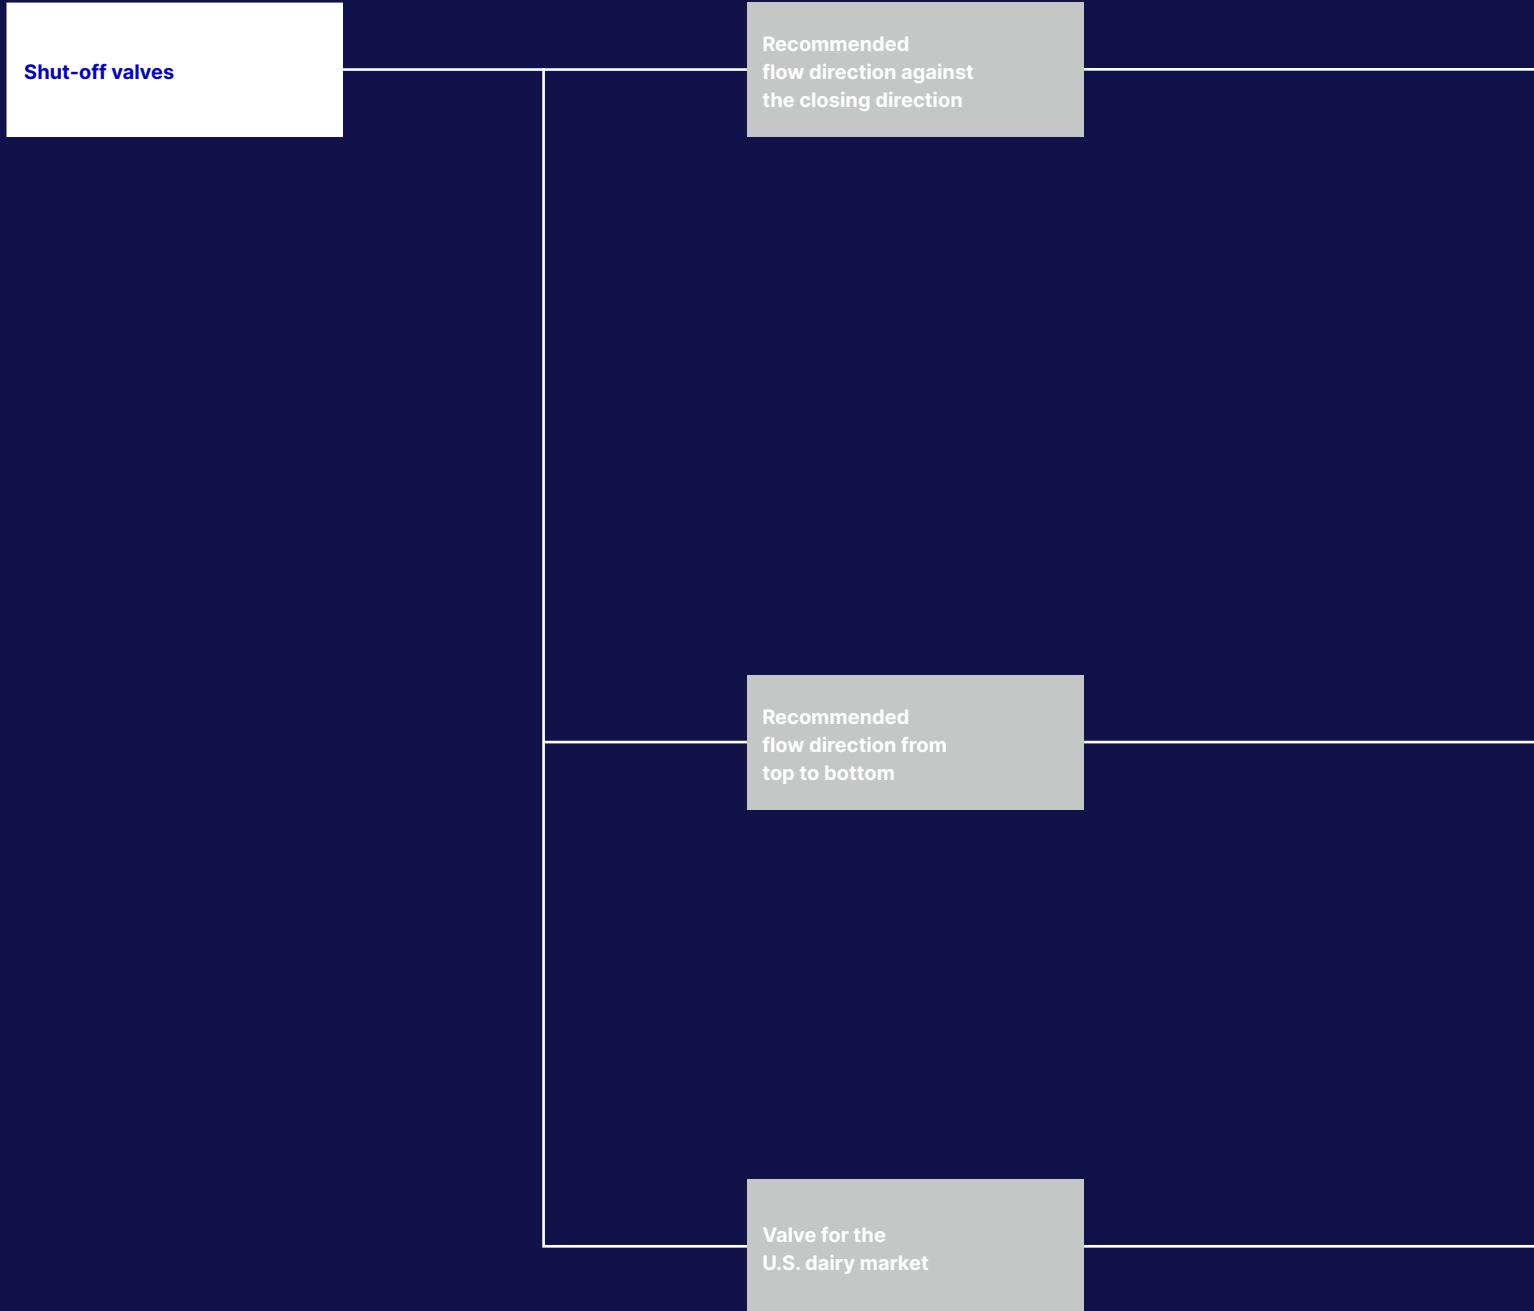 Shut-off valves
Recommended
flow direction against
the closing direction
Recommended
flow direction from
top to bottom
Valve for the
U.S. dairy market